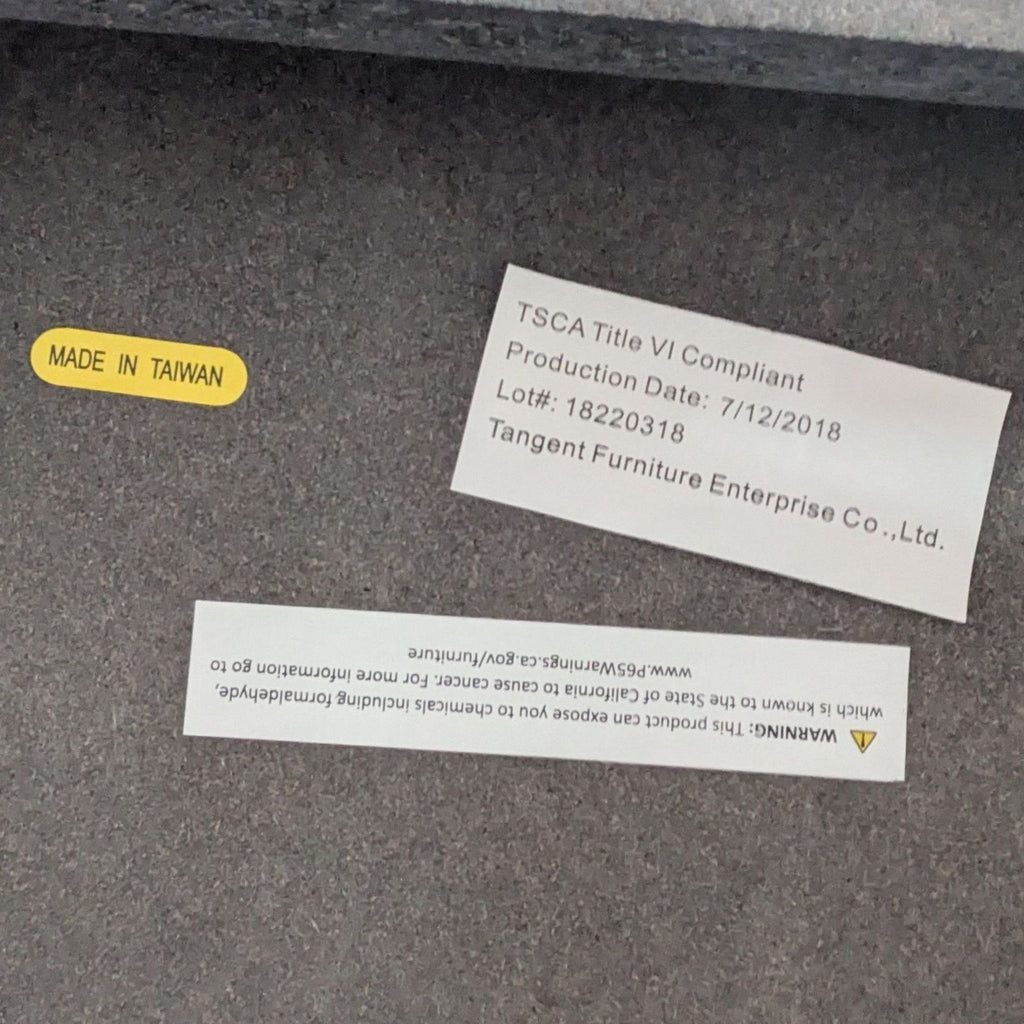 MADE IN TAIWAN
TSCA Title VI Compliant
Production Date: 7/12/2018
Lot#: 18220318
Tangent Furniture Enterprise Co.,Ltd.
WARNING: This product can expose you to chemicals including formaldehyde,
which is known to the State of California to cause cancer. For more information go to
www.P65Warnings.ca.gov/furniture